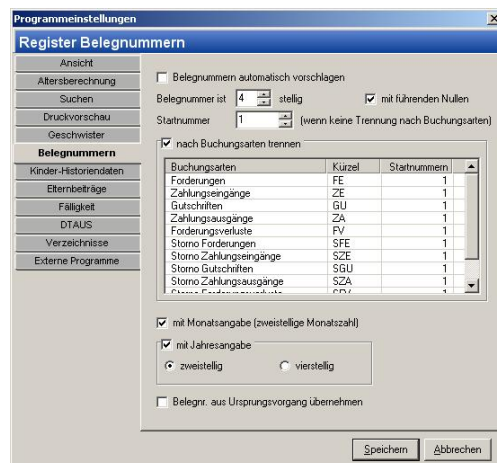 Programmeinstellungen
Register Belegnummern
Ansicht
Altersberechnung
Suchen
Druckvorschau
Geschwister
Belegnummern
Kinder-Historiendaten
Elternbeiträge
Fälligkeit
DTAUS
Verzeichnisse
Externe Programme
Belegnummern automatisch vorschlagen
Belegnummer ist 4 stellig mit führenden Nullen
Startnummer 1 (wenn keine Trennung nach Buchungsarten)
nach Buchungsarten trennen
Buchungsarten Kürzel Startnummern
Forderungen FE 1
Zahlungseingänge ZE 1
Gutschriften GU 1
Zahlungsausgänge ZA 1
Forderungsverluste FV 1
Storno Forderungen SFE 1
Storno Zahlungseingänge SZE 1
Storno Gutschriften SGU 1
Storno Zahlungsausgänge SZA 1
mit Monatsangabe (zweistellige Monatszahl)
mit Jahresangabe
zweistellig vierstellig
Belegnr. aus Ursprungsvorgang übernehmen
Speichern Abbrechen